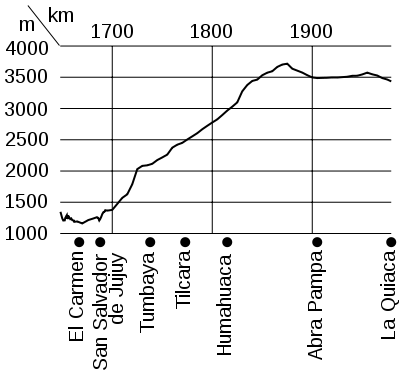 km
m
1700 1800 1900
4000
3500
3000
2500
2000
1500
1000
El Carmen
San Salvador
de Jujuy
Tumbaya
Tilcara
Humahuaca
Abra Pampa
La Quiaca